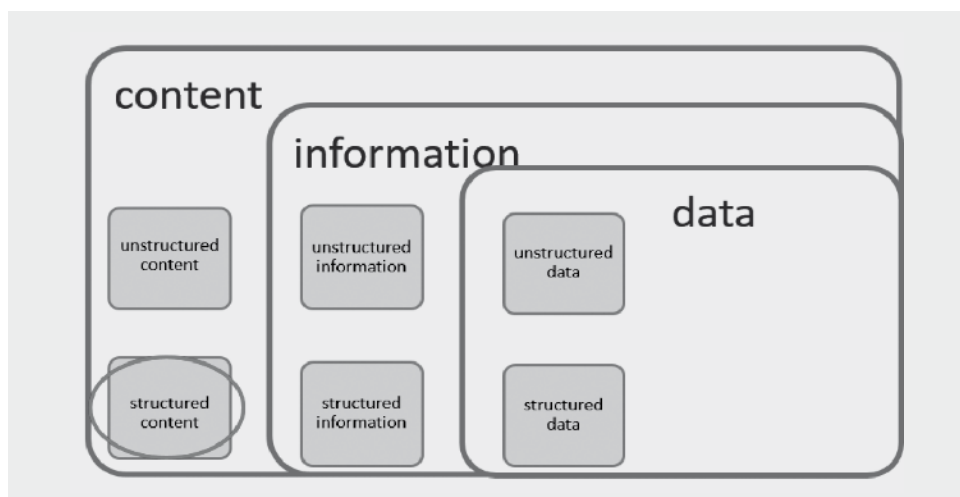 content
information
data
unstructured
content
unstructured
information
unstructured
data
structured
content
structured
information
structured
data